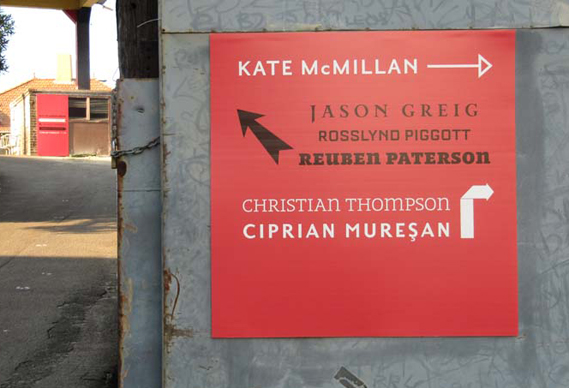 KATE McMILLAN
JASON GREIG
ROSSLYND PIGGOTT
REUBEN PATERSON
CHRISTIAN THOMPSON
CIPRIAN MUREŞAN